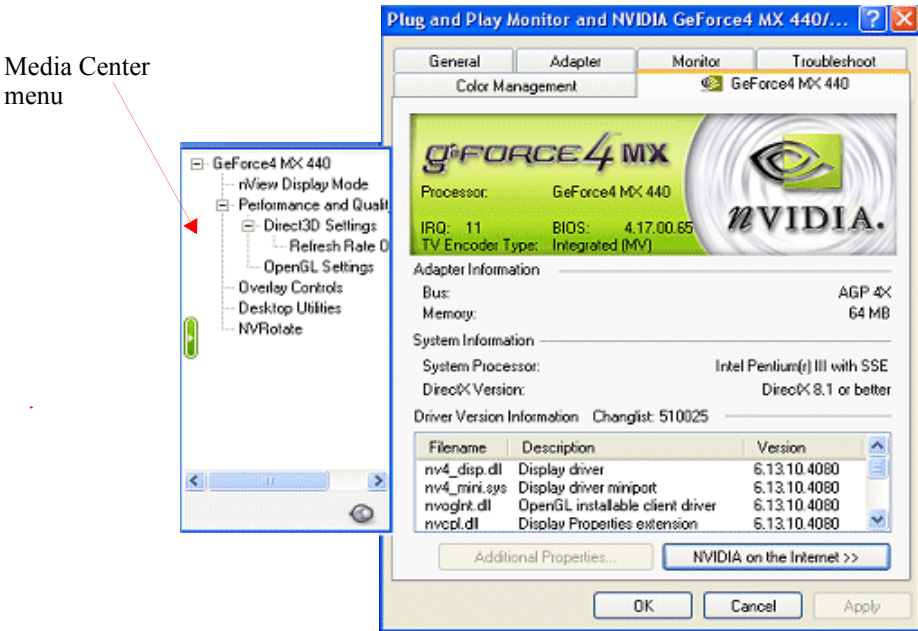 Plug and Play Monitor and NVIDIA GeForce4 MX 440/...
Media Center
menu
General Adapter Monitor Troubleshoot
Color Management GeForce4 MX 440
GeForce4 MX 440
nView Display Mode
Performance and Qualit
Direct3D Settings
Refresh Rate O
OpenGL Settings
Overlay Controls
Desktop Utilities
NVRotate
GEFORCE4 MX
Processor: GeForce4 MX 440
IRQ: 11 BIOS: 4.17.00.65
TV Encoder Type: Integrated (MV)
NVIDIA.
Adapter Information
Bus: AGP 4X
Memory: 64 MB
System Information
System Processor: Intel Pentium(r) III with SSE
DirectX Version: DirectX 8.1 or better
Driver Version Information Changlist: 510025
Filename Description Version
nv4_disp.dll Display driver 6.13.10.4080
nv4_mini.sys Display driver miniport 6.13.10.4080
nvoglnt.dll OpenGL installable client driver 6.13.10.4080
nvcpl.dll Display Properties extension 6.13.10.4080
Additional Properties... NVIDIA on the Internet >>
OK Cancel Apply